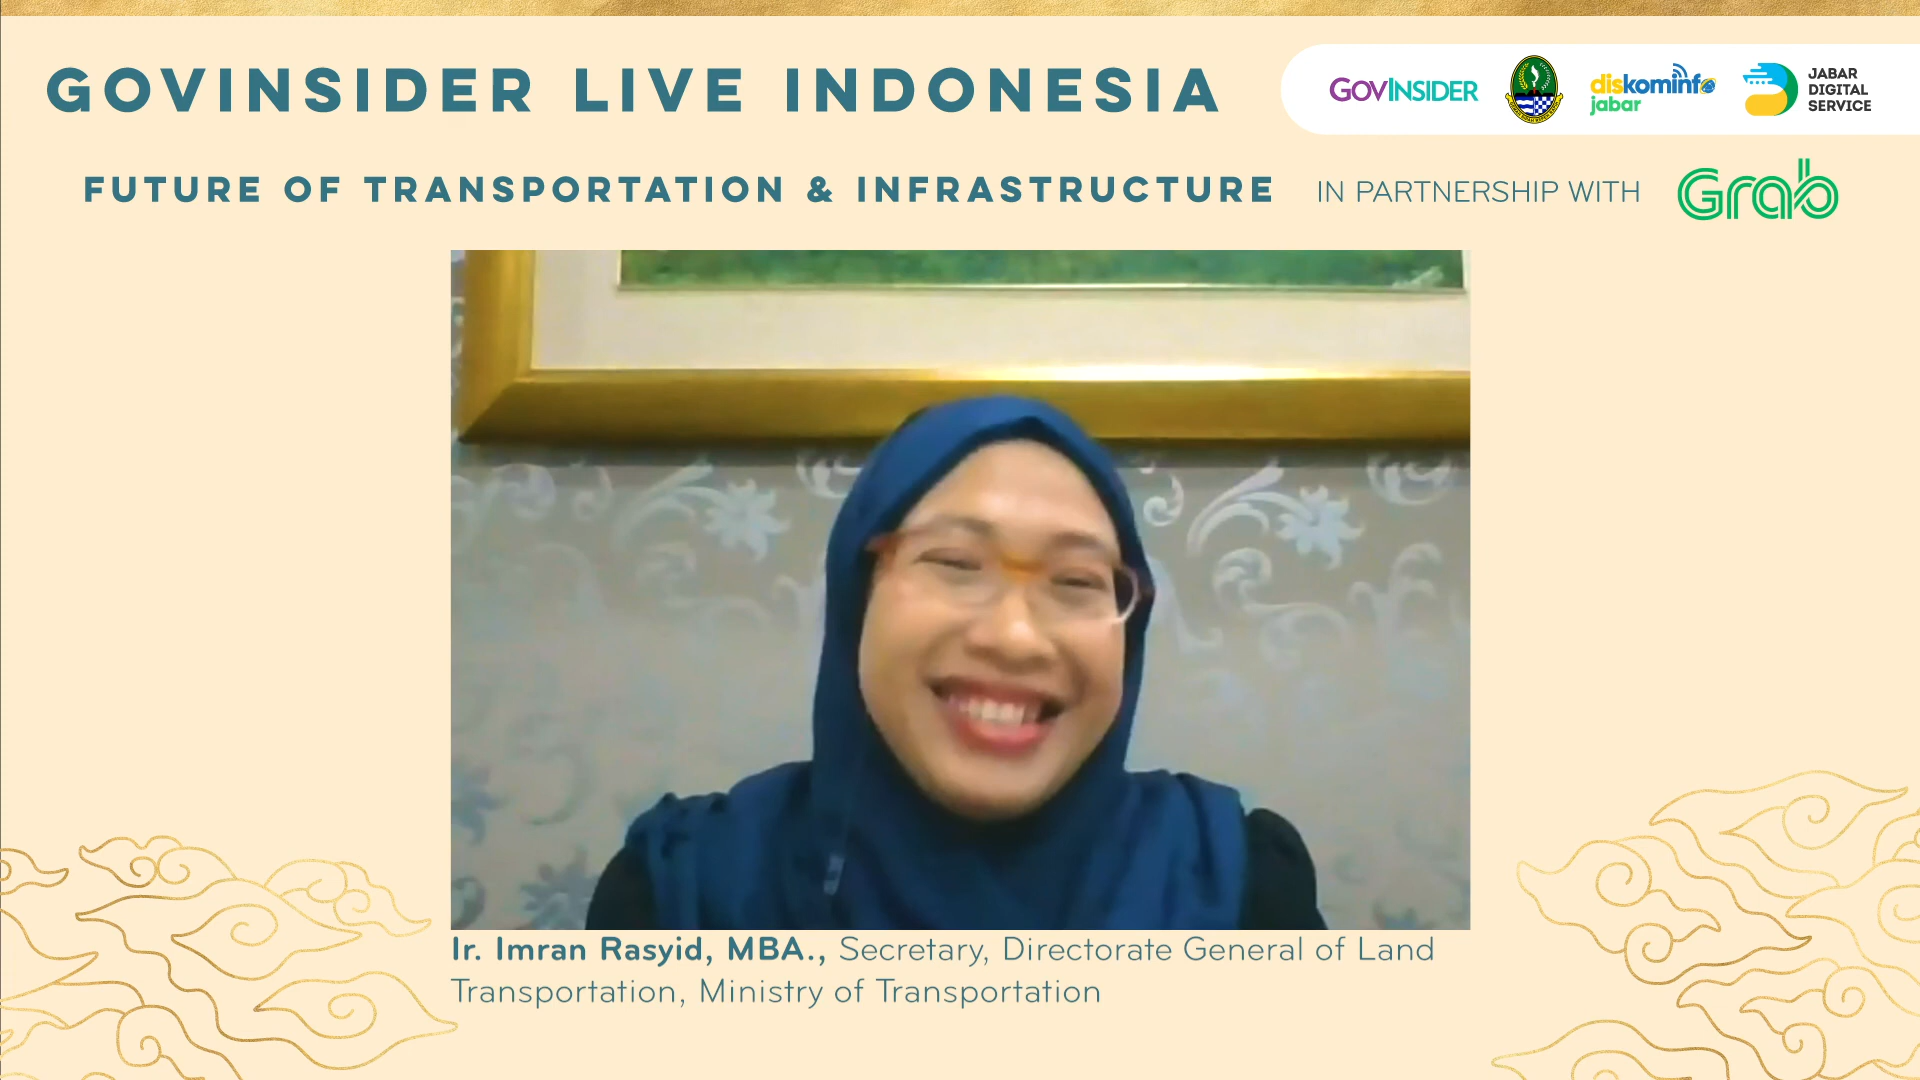 GOVINSIDER LIVE INDONESIA
GOVINSIDER
diskominfo
jabar
JABAR
DIGITAL
SERVICE
FUTURE OF TRANSPORTATION & INFRASTRUCTURE IN PARTNERSHIP WITH Grab
Ir. Imran Rasyid, MBA., Secretary, Directorate General of Land
Transportation, Ministry of Transportation